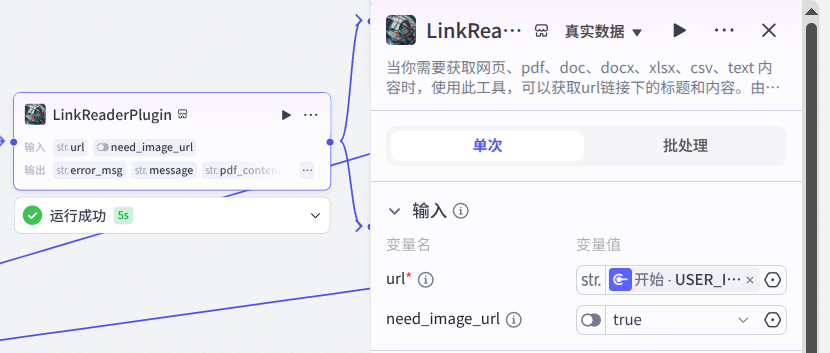 LinkReaderPlugin
输入 str. url need_image_url
输出 str. error_msg str. message str. pdf_conten ...
运行成功 5s
LinkRea··· 真实数据
当你需要获取网页、pdf、doc、docx、xlsx、csv、text 内
容时，使用此工具，可以获取url链接下的标题和内容。由…
单次 批处理
输入
变量名 变量值
url* str. 开始 - USER_I···
need_image_url true